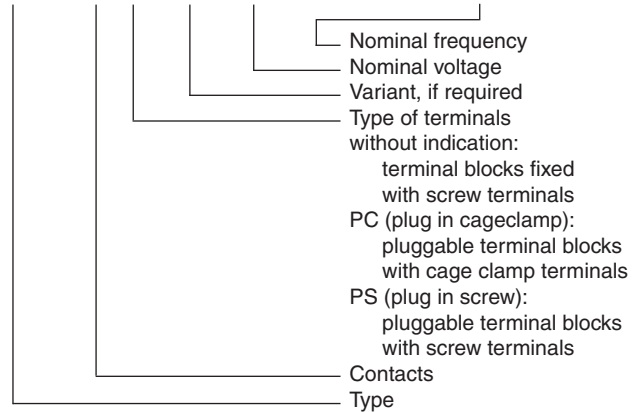 Nominal frequency
Nominal voltage
Variant, if required
Type of terminals
without indication:
terminal blocks fixed
with screw terminals
PC (plug in cageclamp):
pluggable terminal blocks
with cage clamp terminals
PS (plug in screw):
pluggable terminal blocks
with screw terminals
Contacts
Type